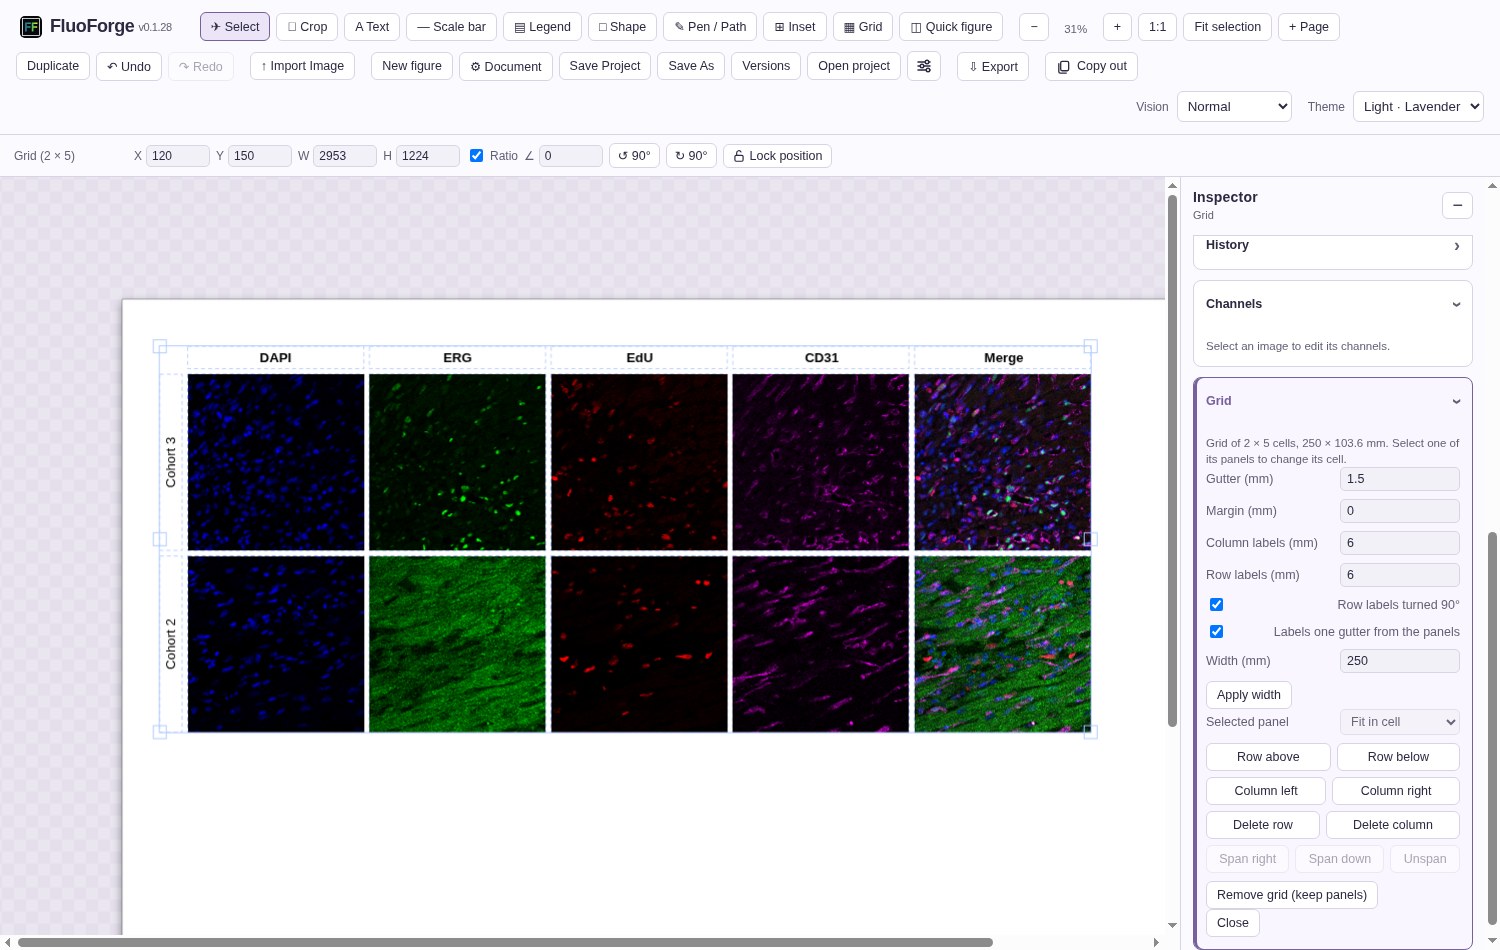 FF FluoForge v0.1.28 Select Crop A Text Scale bar Legend Shape Pen / Path Inset Grid Quick figure − 31% + 1:1 Fit selection + Page
Duplicate Undo Redo Import Image New figure Document Save Project Save As Versions Open project Export Copy out
Vision Normal Theme Light · Lavender
Grid (2 × 5) X 120 Y 150 W 2953 H 1224 Ratio ∠ 0 ↺ 90° ↻ 90° Lock position
Inspector
Grid
−
History
Channels
Select an image to edit its channels.
Grid
Grid of 2 × 5 cells, 250 × 103.6 mm. Select one of
its panels to change its cell.
Gutter (mm) 1.5
Margin (mm) 0
Column labels (mm) 6
Row labels (mm) 6
Row labels turned 90°
Labels one gutter from the panels
Width (mm) 250
Apply width
Selected panel Fit in cell
Row above Row below
Column left Column right
Delete row Delete column
Span right Span down Unspan
Remove grid (keep panels)
Close
DAPI ERG EdU CD31 Merge
Cohort 3
Cohort 2